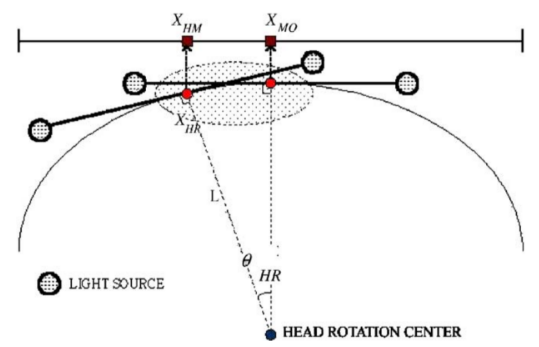 X_HM X_MO
X_HR
L
θ HR
LIGHT SOURCE
HEAD ROTATION CENTER